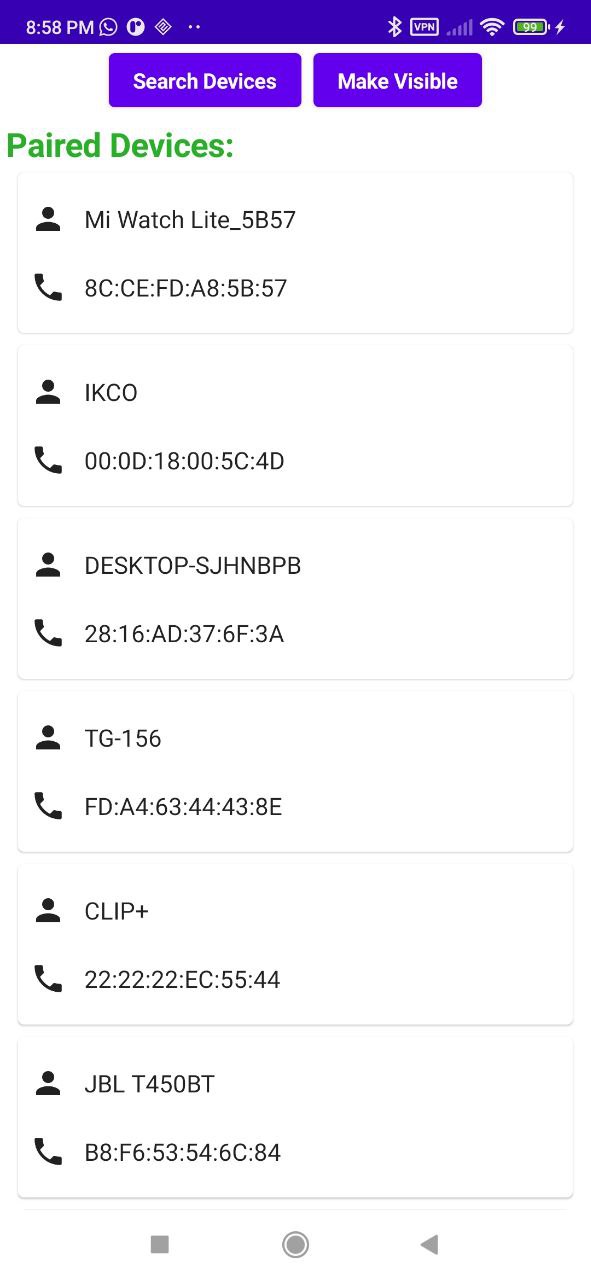 8:58 PM VPN 99
Search Devices Make Visible
Paired Devices:
Mi Watch Lite_5B57
8C:CE:FD:A8:5B:57
IKCO
00:0D:18:00:5C:4D
DESKTOP-SJHNBPB
28:16:AD:37:6F:3A
TG-156
FD:A4:63:44:43:8E
CLIP+
22:22:22:EC:55:44
JBL T450BT
B8:F6:53:54:6C:84